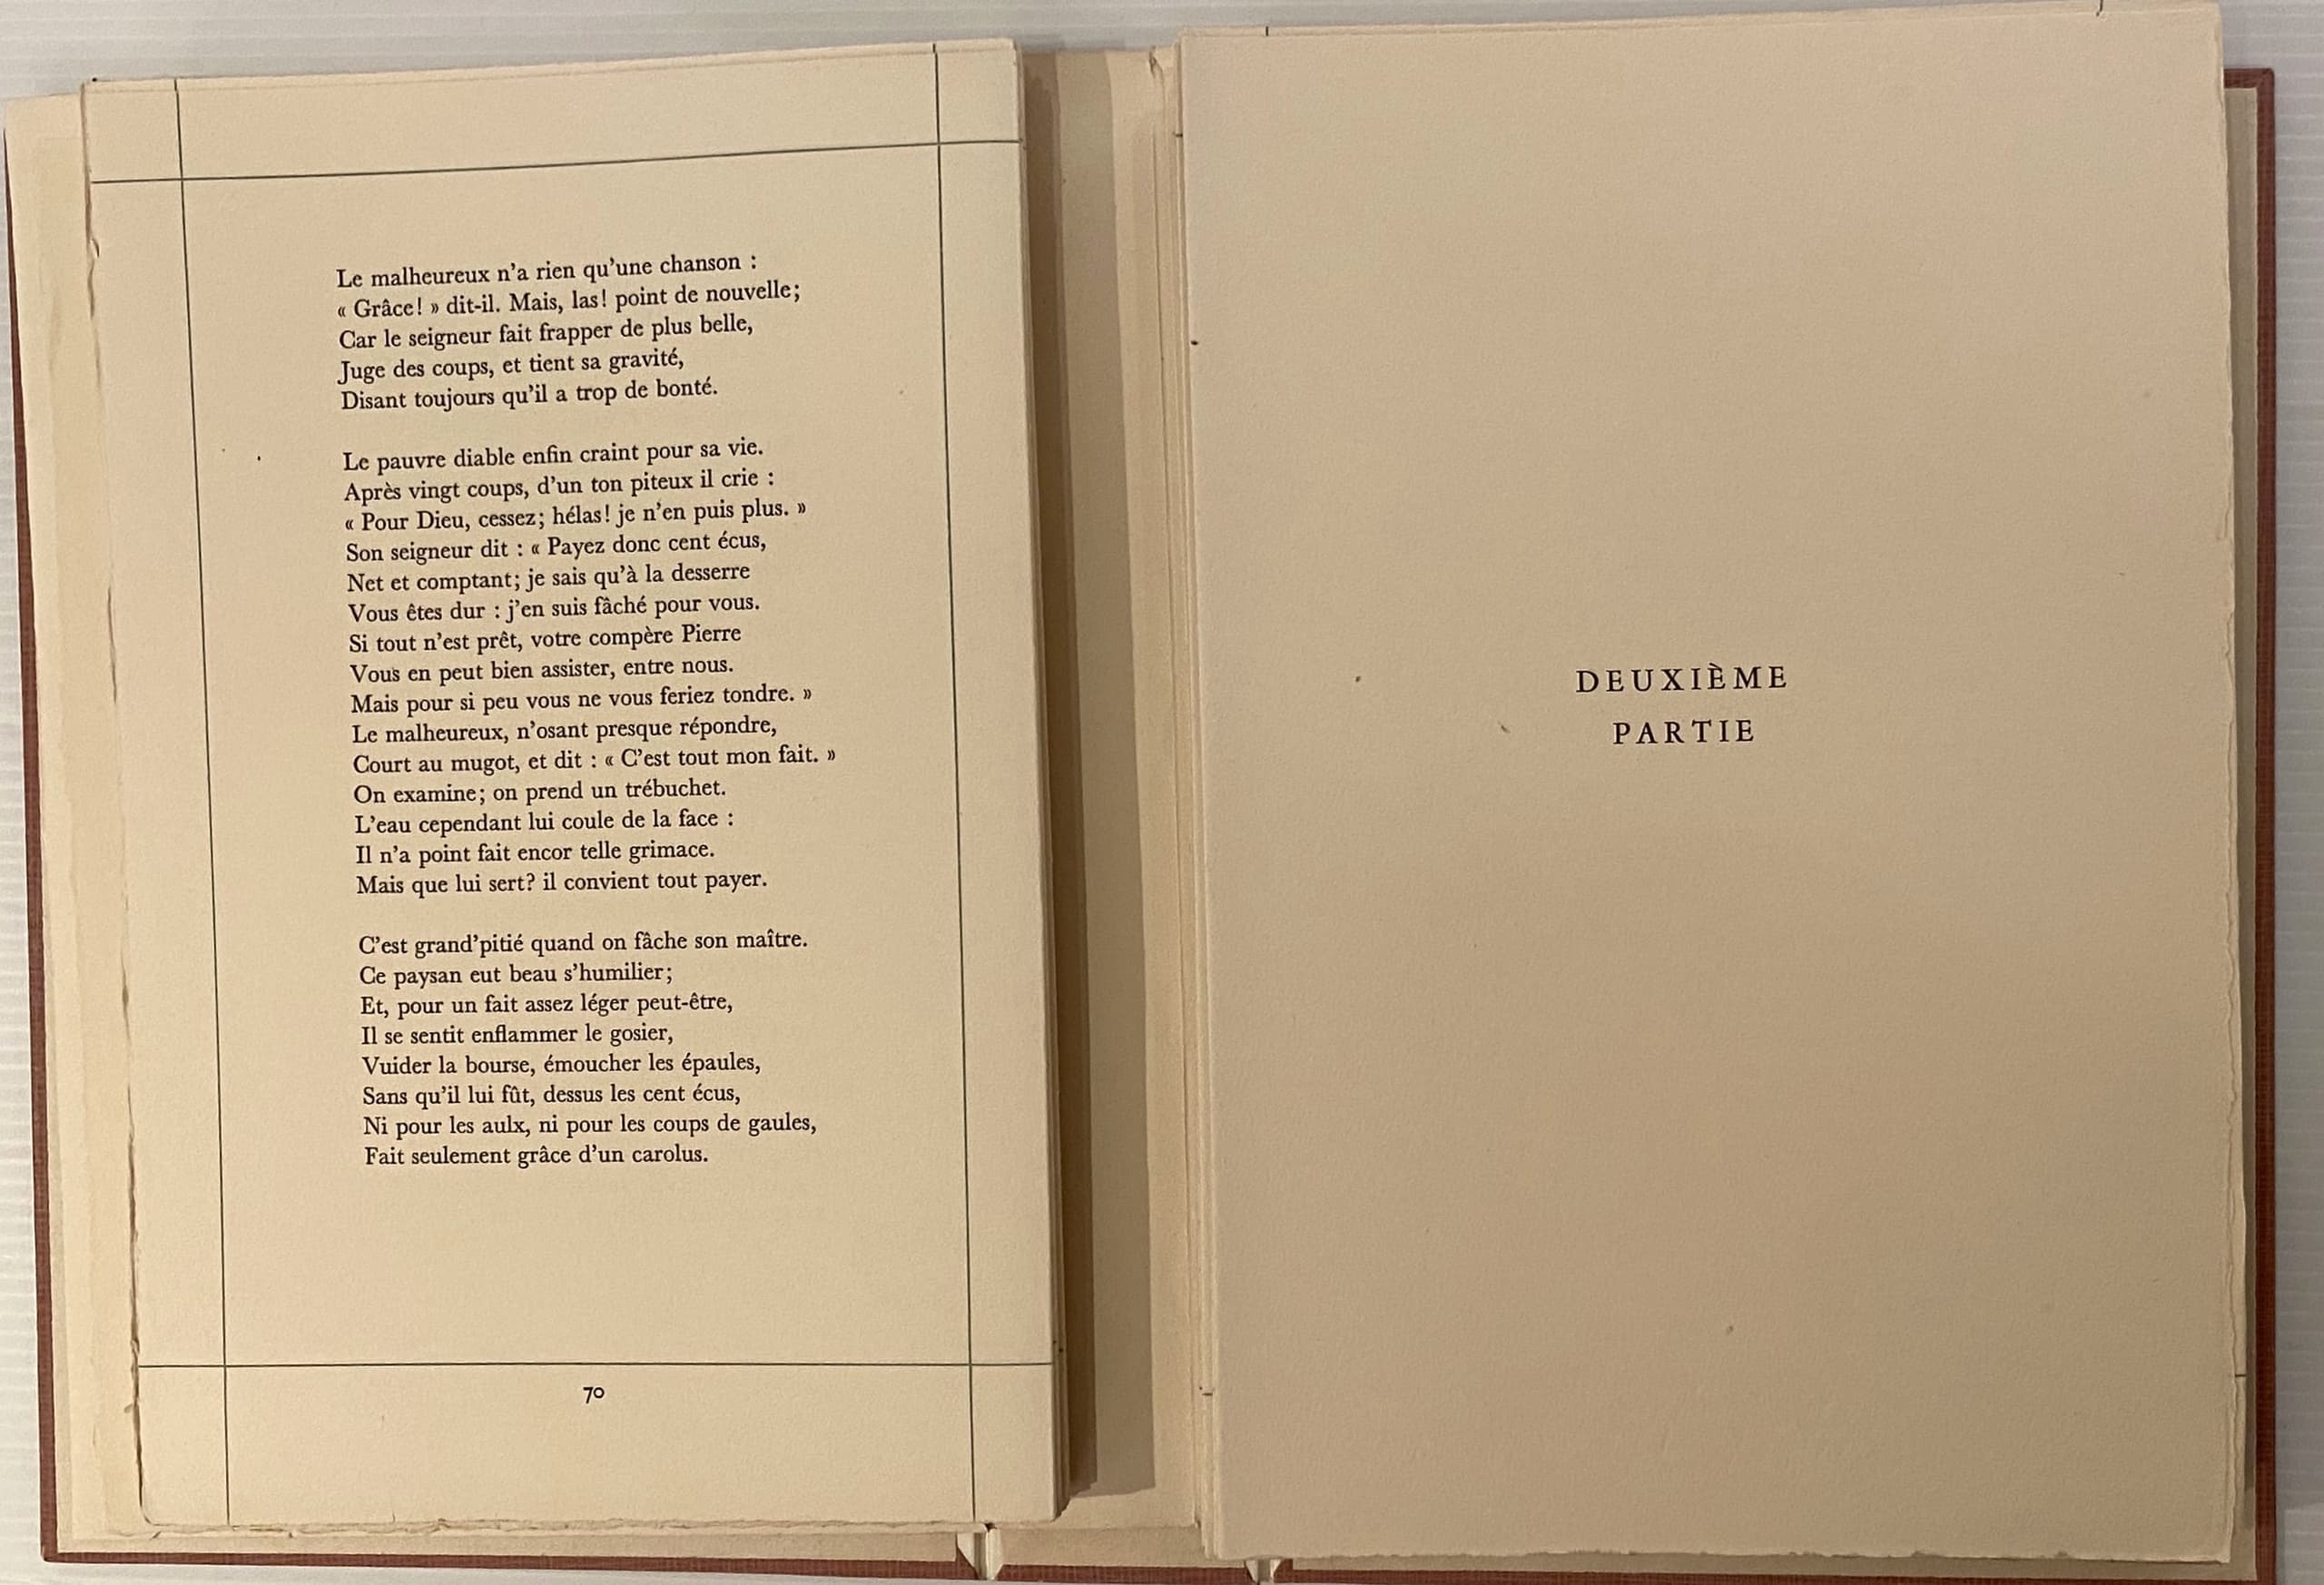 Le malheureux n'a rien qu'une chanson :
« Grâce! » dit-il. Mais, las! point de nouvelle;
Car le seigneur fait frapper de plus belle,
Juge des coups, et tient sa gravité,
Disant toujours qu'il a trop de bonté.
Le pauvre diable enfin craint pour sa vie.
Après vingt coups, d'un ton piteux il crie :
« Pour Dieu, cessez; hélas! je n'en puis plus. »
Son seigneur dit : « Payez donc cent écus,
Net et comptant; je sais qu'à la desserre
Vous êtes dur : j'en suis fâché pour vous.
Si tout n'est prêt, votre compère Pierre
Vous en peut bien assister, entre nous.
Mais pour si peu vous ne vous feriez tondre. »
Le malheureux, n'osant presque répondre,
Court au mugot, et dit : « C'est tout mon fait. »
On examine; on prend un trébuchet.
L'eau cependant lui coule de la face :
Il n'a point fait encor telle grimace.
Mais que lui sert? il convient tout payer.
C'est grand'pitié quand on fâche son maître.
Ce paysan eut beau s'humilier;
Et, pour un fait assez léger peut-être,
Il se sentit enflammer le gosier,
Vuider la bourse, émoucher les épaules,
Sans qu'il lui fût, dessus les cent écus,
Ni pour les aulx, ni pour les coups de gaules,
Fait seulement grâce d'un carolus.
70
DEUXIÈME
PARTIE